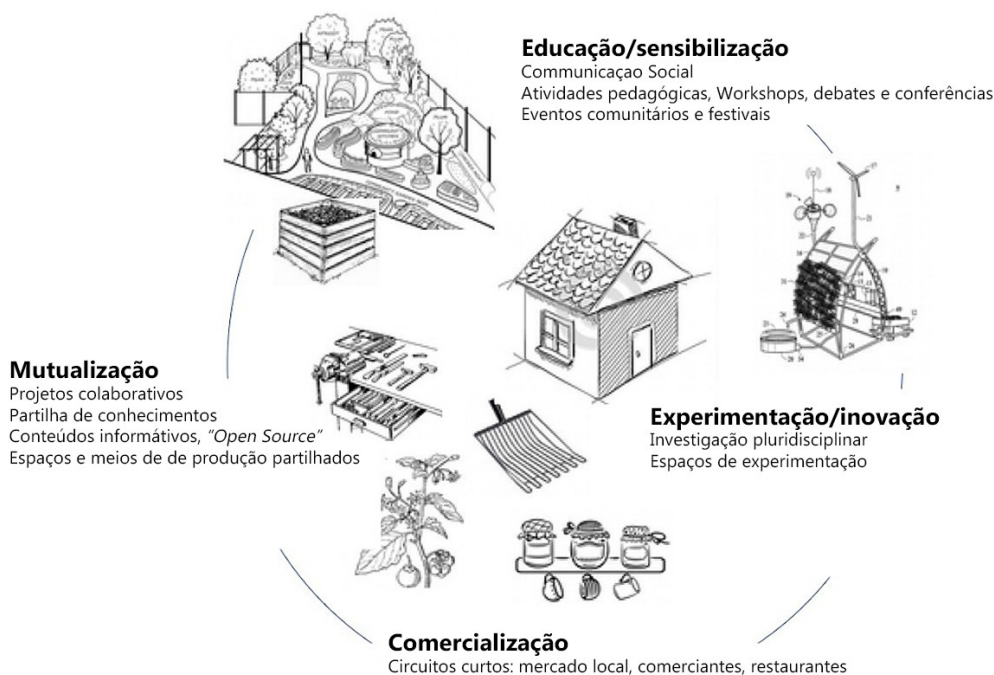 Educação/sensibilização
Communicaçao Social
Atividades pedagógicas, Workshops, debates e conferências
Eventos comunitários e festivais
Mutualização
Projetos colaborativos
Partilha de conhecimentos
Conteúdos informátivos, “Open Source”
Espaços e meios de de produção partilhados
Experimentação/inovação
Investigação pluridisciplinar
Espaços de experimentação
Comercialização
Circuitos curtos: mercado local, comerciantes, restaurantes